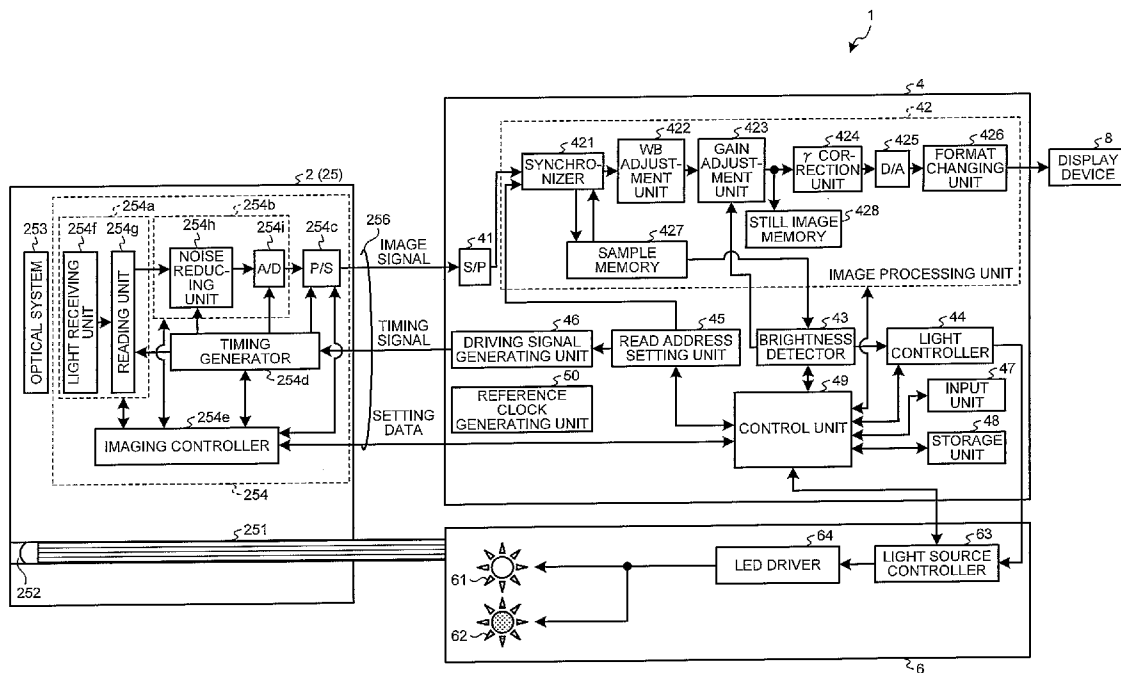 1
4
42
421
SYNCHRO-
NIZER
422
WB
ADJUST-
MENT
UNIT
423
GAIN
ADJUST-
MENT
UNIT
424
γ COR-
RECTION
UNIT
425
D/A
426
FORMAT
CHANGING
UNIT
8
DISPLAY
DEVICE
428
STILL IMAGE
MEMORY
427
SAMPLE
MEMORY
IMAGE PROCESSING UNIT
41
S/P
2 (25)
254a
254b
253
OPTICAL SYSTEM
254f
LIGHT RECEIVING
UNIT
254g
READING UNIT
254h
NOISE
REDUC-
ING
UNIT
254i
A/D
254c
P/S
256
IMAGE
SIGNAL
TIMING
SIGNAL
SETTING
DATA
TIMING
GENERATOR
254d
254e
IMAGING CONTROLLER
254
46
DRIVING SIGNAL
GENERATING UNIT
45
READ ADDRESS
SETTING UNIT
43
BRIGHTNESS
DETECTOR
44
LIGHT
CONTROLLER
50
REFERENCE
CLOCK
GENERATING UNIT
49
CONTROL UNIT
47
INPUT
UNIT
48
STORAGE
UNIT
251
252
61
62
64
LED DRIVER
63
LIGHT SOURCE
CONTROLLER
6